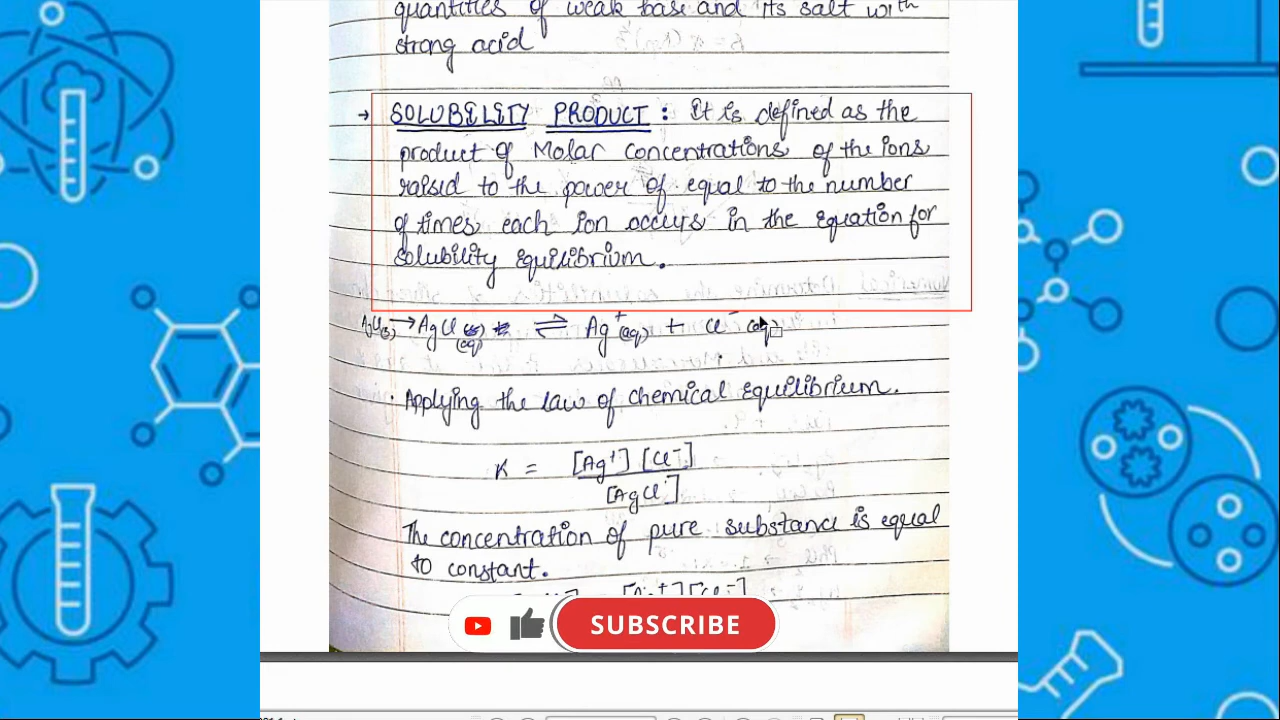 quantities of weak base and its salt with
strong acid
→ SOLUBILITY PRODUCT : It is defined as the
product of Molar concentrations of the ions
raised to the power of equal to the number
of times each ion occurs in the equation for
solubility equilibrium.
AgCl(s) → AgCl (aq) ⇌ Ag⁺(aq) + Cl⁻(aq)
· Applying the law of chemical equilibrium.
K = [Ag⁺] [Cl⁻]
[AgCl]
The concentration of pure substance is equal
to constant.
SUBSCRIBE